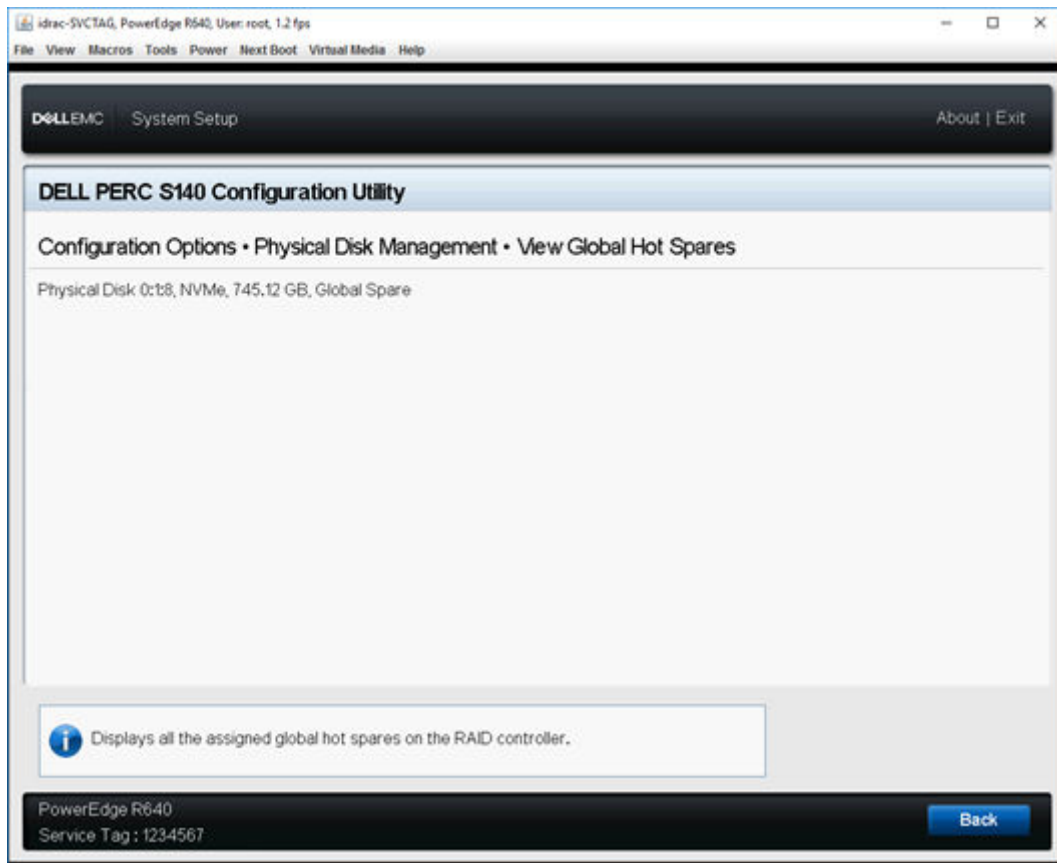 idrac-SVCTAG, PowerEdge R640, User: root, 1.2 fps
File View Macros Tools Power Next Boot Virtual Media Help
DELLEMC System Setup About | Exit
DELL PERC S140 Configuration Utility
Configuration Options • Physical Disk Management • View Global Hot Spares
Physical Disk 0:1:8, NVMe, 745.12 GB, Global Spare
Displays all the assigned global hot spares on the RAID controller.
PowerEdge R640
Service Tag : 1234567
Back